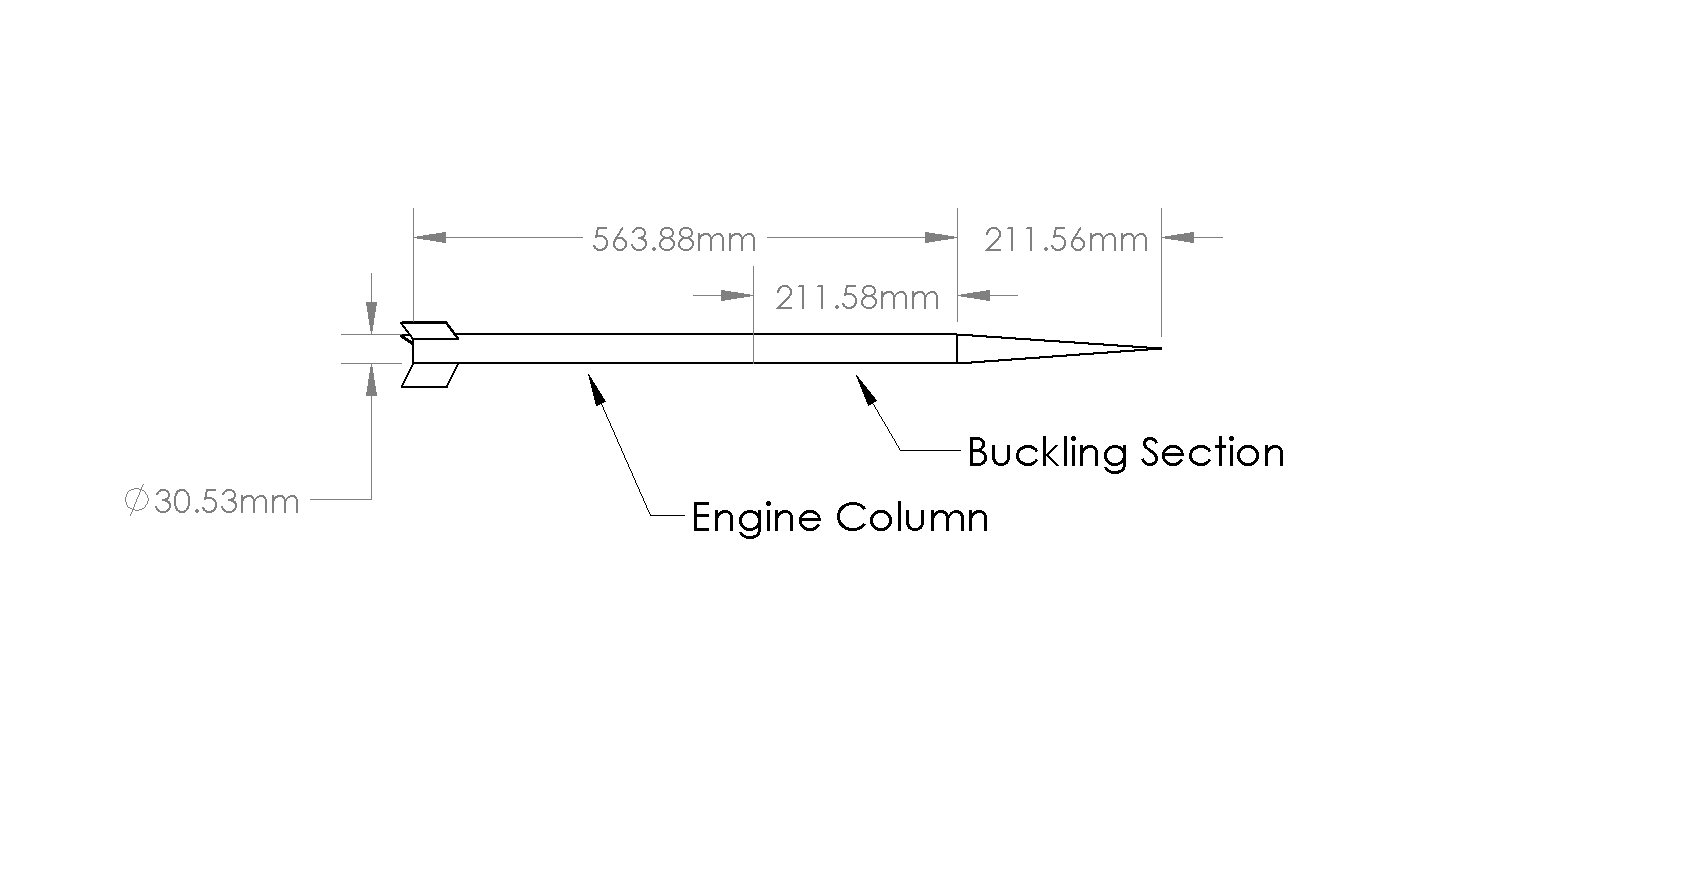 563.88mm
211.56mm
211.58mm
Buckling Section
∅30.53mm
Engine Column